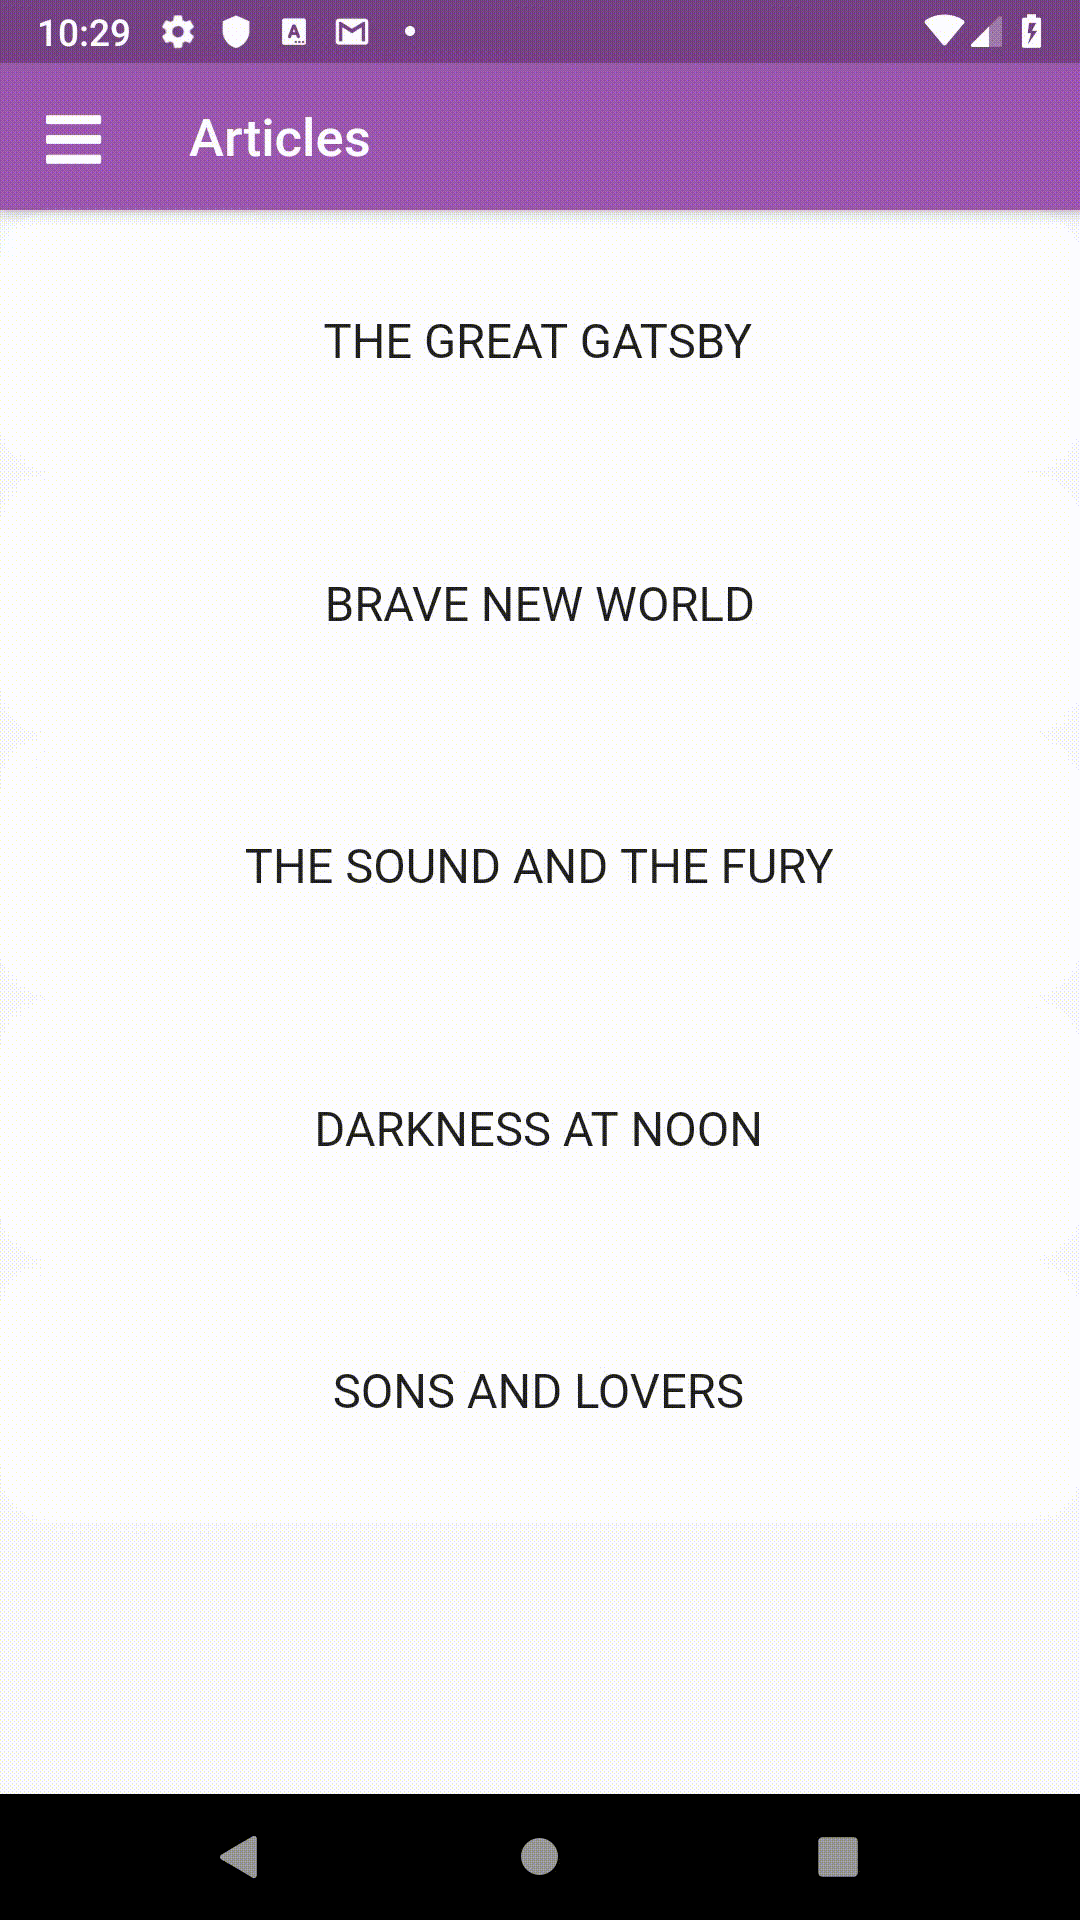 10:29
Articles
THE GREAT GATSBY
BRAVE NEW WORLD
THE SOUND AND THE FURY
DARKNESS AT NOON
SONS AND LOVERS